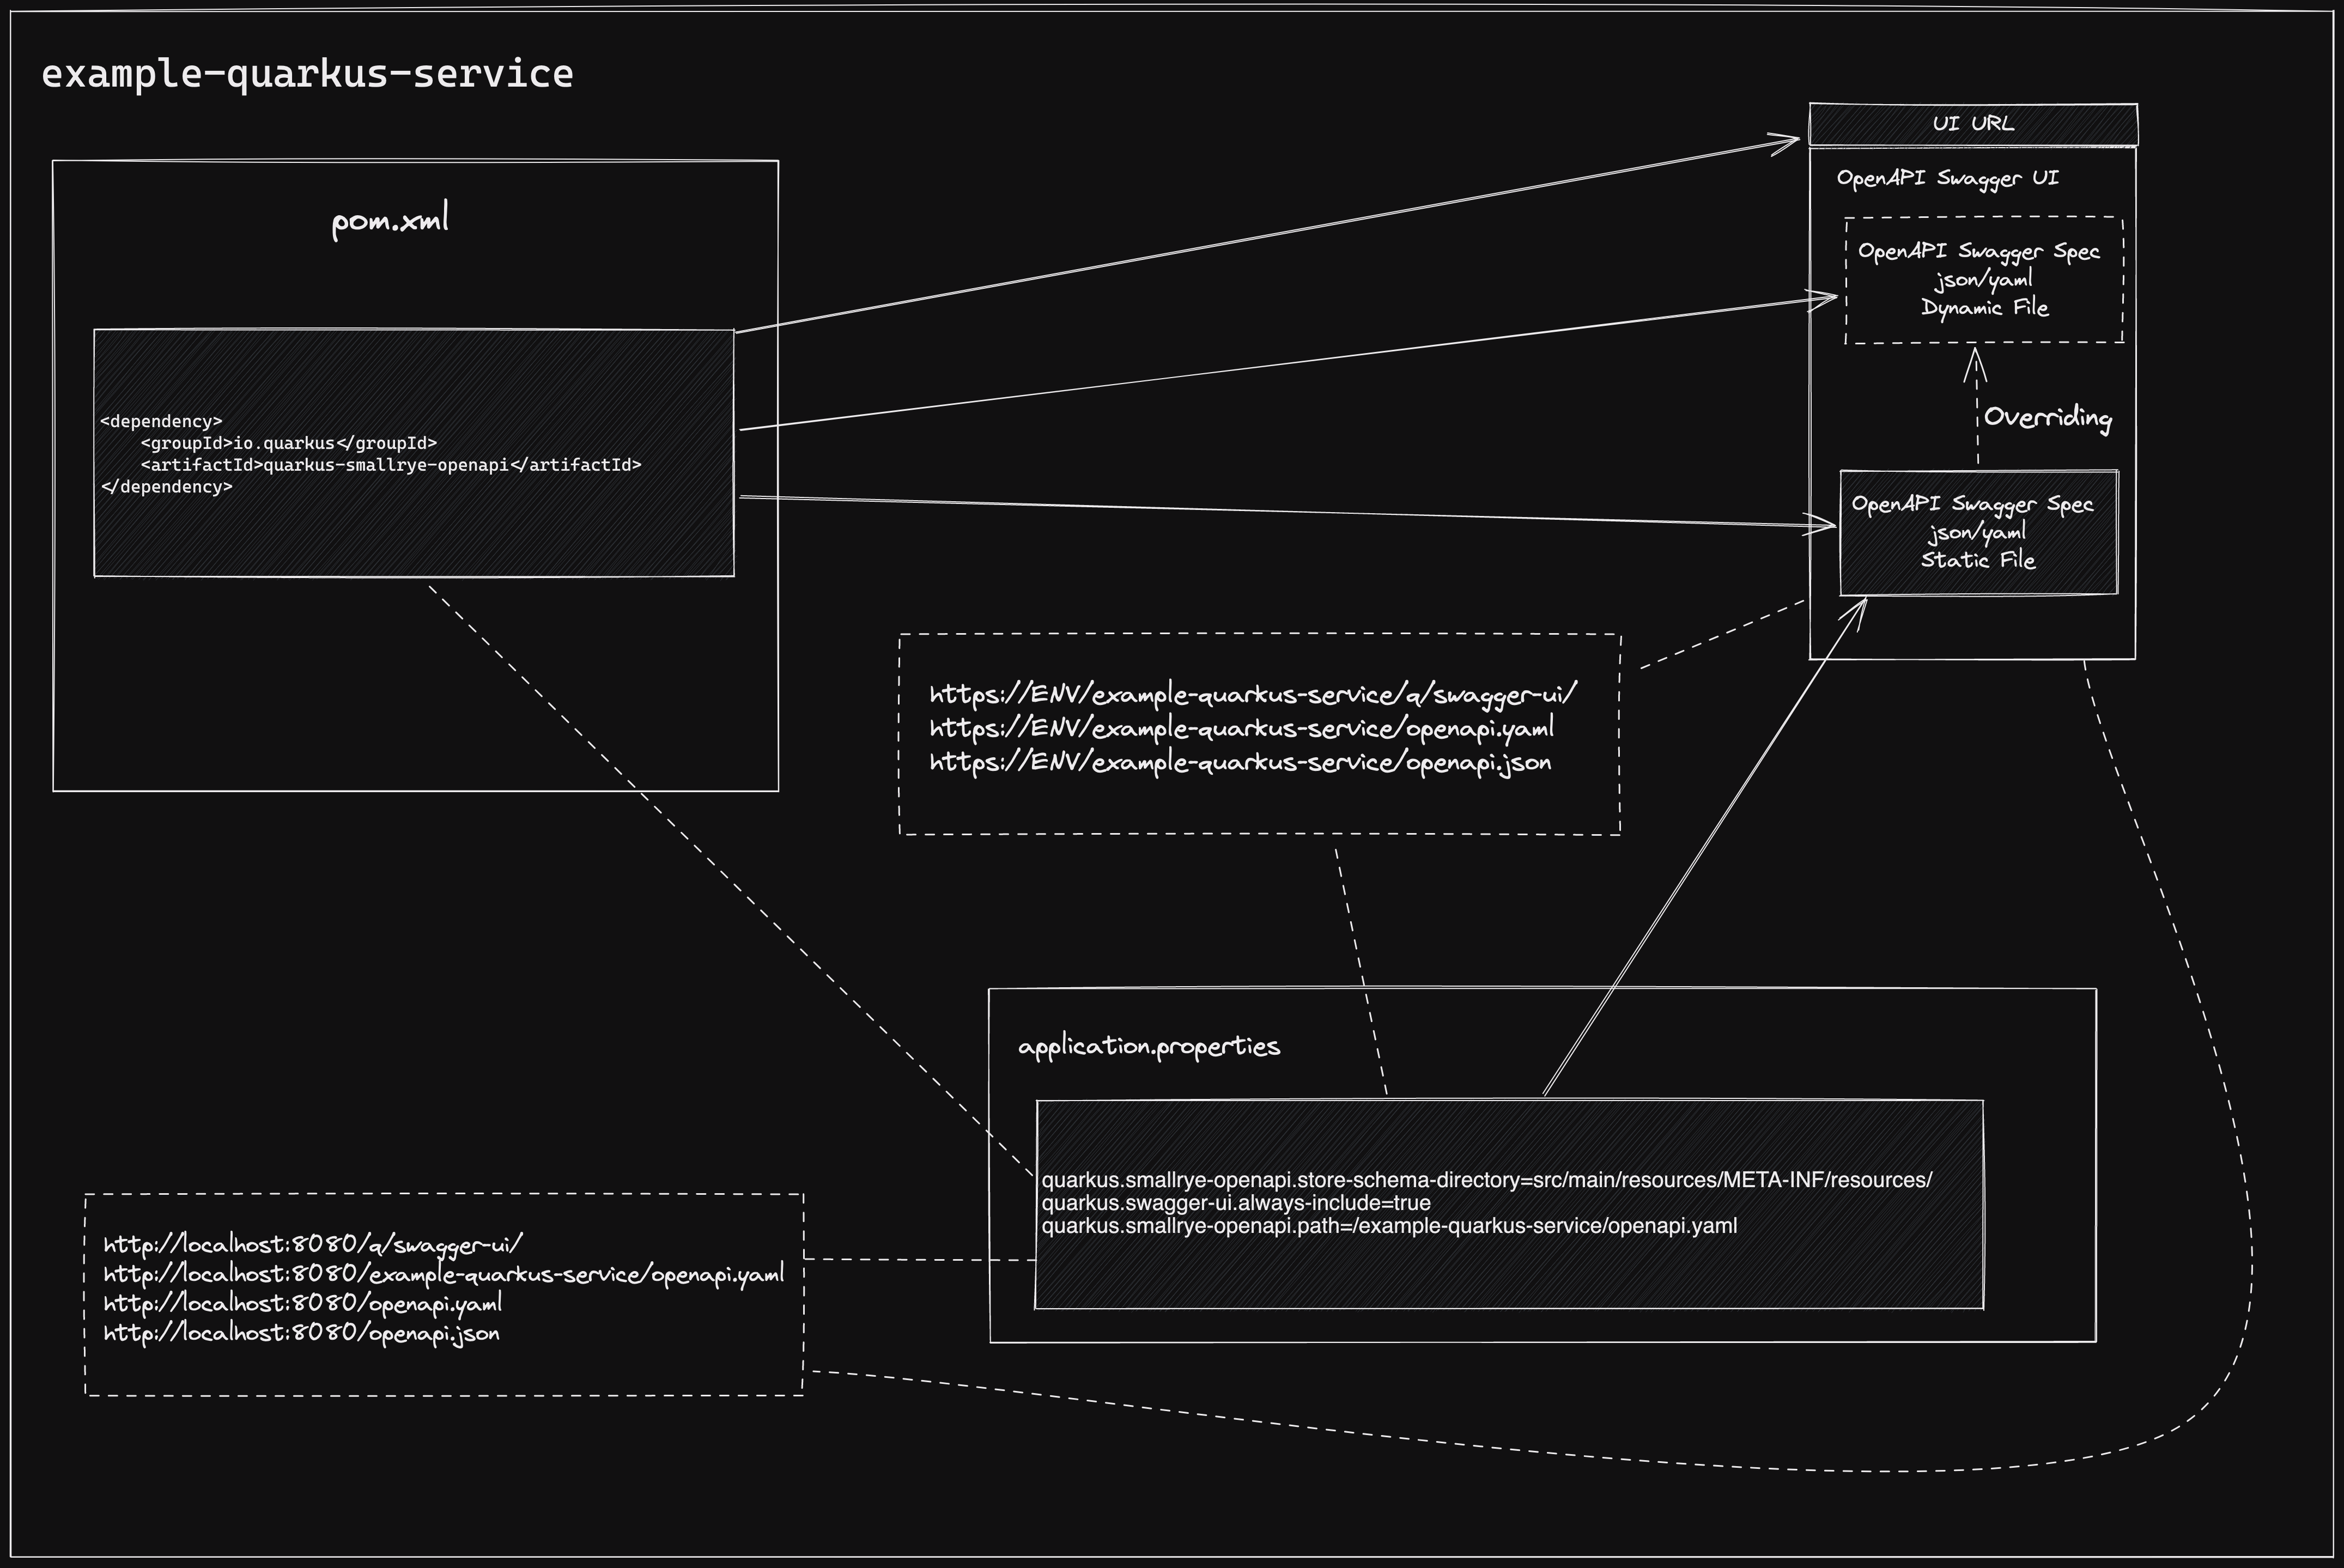 example-quarkus-service
pom.xml
<dependency>
    <groupId>io.quarkus</groupId>
    <artifactId>quarkus-smallrye-openapi</artifactId>
</dependency>
UI URL
OpenAPI Swagger UI
OpenAPI Swagger Spec
json/yaml
Dynamic File
Overriding
OpenAPI Swagger Spec
json/yaml
Static File
https://ENV/example-quarkus-service/q/swagger-ui/
https://ENV/example-quarkus-service/openapi.yaml
https://ENV/example-quarkus-service/openapi.json
application.properties
quarkus.smallrye-openapi.store-schema-directory=src/main/resources/META-INF/resources/
quarkus.swagger-ui.always-include=true
quarkus.smallrye-openapi.path=/example-quarkus-service/openapi.yaml
http://localhost:8080/q/swagger-ui/
http://localhost:8080/example-quarkus-service/openapi.yaml
http://localhost:8080/openapi.yaml
http://localhost:8080/openapi.json